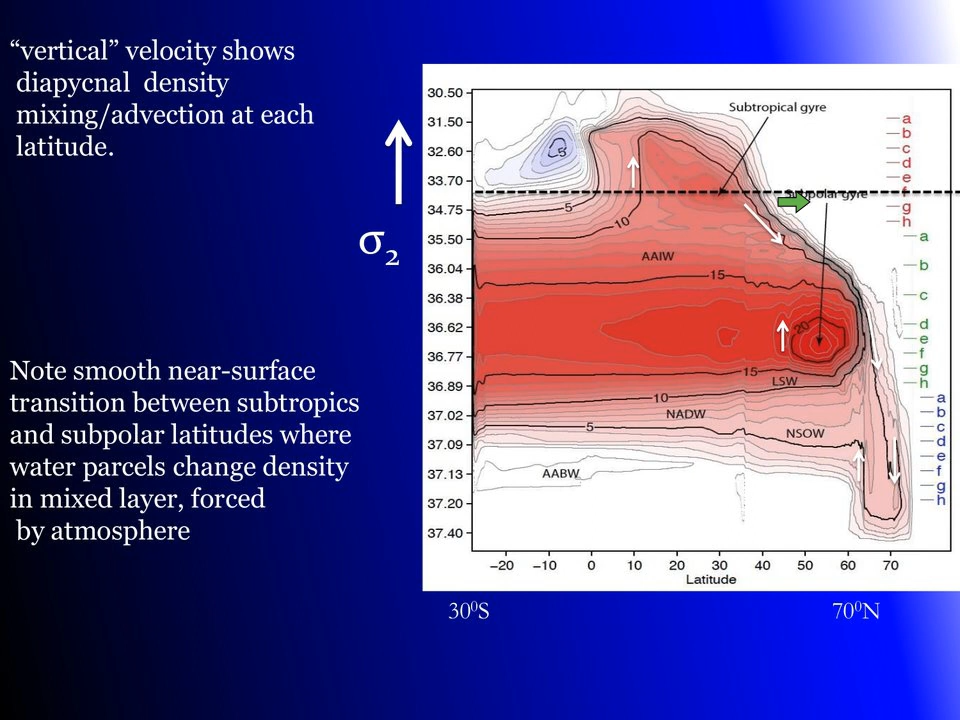 “vertical” velocity shows
diapycnal density
mixing/advection at each
latitude.
σ2
Note smooth near-surface
transition between subtropics
and subpolar latitudes where
water parcels change density
in mixed layer, forced
by atmosphere
30.50
31.50
32.60
33.70
34.75
35.50
36.04
36.38
36.62
36.77
36.89
37.02
37.09
37.13
37.20
37.40
Subtropical gyre
Subpolar gyre
5
5
10
AAIW
15
20
15
LSW
10
NADW
5
NSOW
AABW
a
b
c
d
e
f
g
h
a
b
c
d
e
f
g
h
a
b
c
d
e
f
g
h
−20 −10 0 10 20 30 40 50 60 70
Latitude
30⁰S 70⁰N